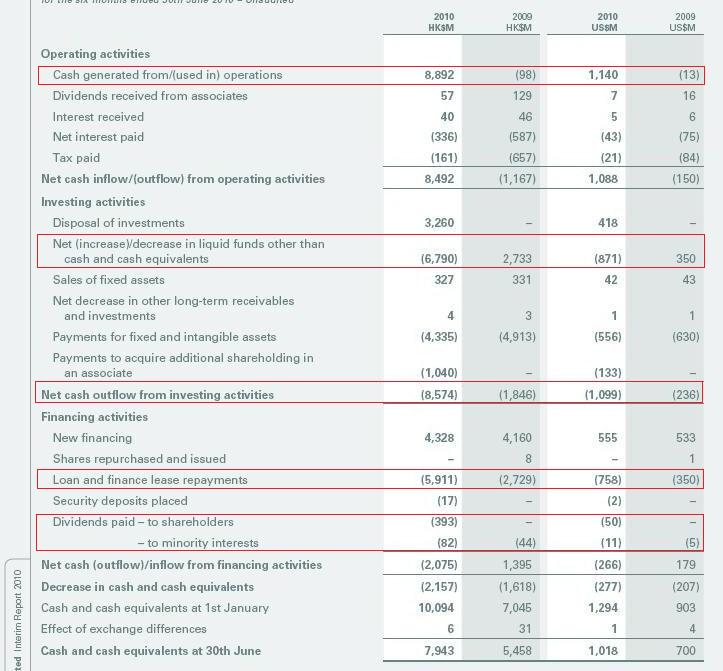 for the six months ended 30th June 2010 – Unaudited
2010 2009 2010 2009
HK$M HK$M US$M US$M
Operating activities
Cash generated from/(used in) operations 8,892 (98) 1,140 (13)
Dividends received from associates 57 129 7 16
Interest received 40 46 5 6
Net interest paid (336) (587) (43) (75)
Tax paid (161) (657) (21) (84)
Net cash inflow/(outflow) from operating activities 8,492 (1,167) 1,088 (150)
Investing activities
Disposal of investments 3,260 – 418 –
Net (increase)/decrease in liquid funds other than
cash and cash equivalents (6,790) 2,733 (871) 350
Sales of fixed assets 327 331 42 43
Net decrease in other long-term receivables
and investments 4 3 1 1
Payments for fixed and intangible assets (4,335) (4,913) (556) (630)
Payments to acquire additional shareholding in
an associate (1,040) – (133) –
Net cash outflow from investing activities (8,574) (1,846) (1,099) (236)
Financing activities
New financing 4,328 4,160 555 533
Shares repurchased and issued – 8 – 1
Loan and finance lease repayments (5,911) (2,729) (758) (350)
Security deposits placed (17) – (2) –
Dividends paid – to shareholders (393) – (50) –
– to minority interests (82) (44) (11) (5)
Net cash (outflow)/inflow from financing activities (2,075) 1,395 (266) 179
Decrease in cash and cash equivalents (2,157) (1,618) (277) (207)
Cash and cash equivalents at 1st January 10,094 7,045 1,294 903
Effect of exchange differences 6 31 1 4
Cash and cash equivalents at 30th June 7,943 5,458 1,018 700
ted Interim Report 2010